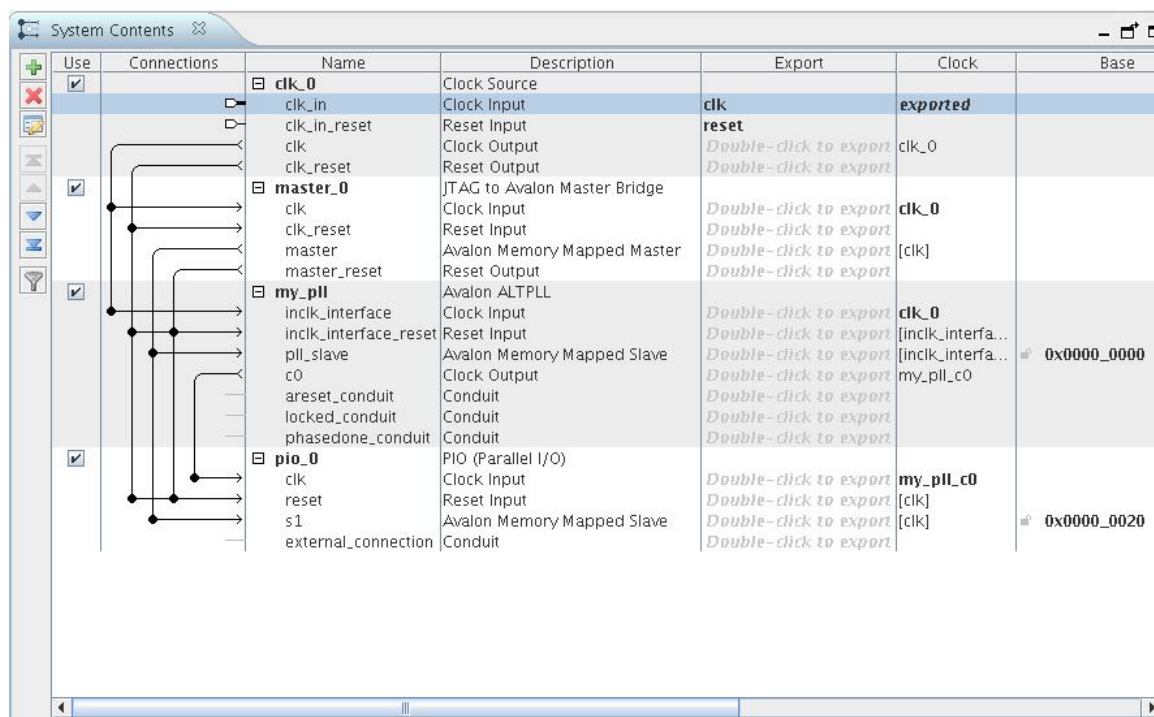 System Contents
Use Connections Name Description Export Clock Base
clk_0 Clock Source
clk_in Clock Input clk exported
clk_in_reset Reset Input reset
clk Clock Output Double-click to export clk_0
clk_reset Reset Output Double-click to export
master_0 JTAG to Avalon Master Bridge
clk Clock Input Double-click to export clk_0
clk_reset Reset Input Double-click to export
master Avalon Memory Mapped Master Double-click to export [clk]
master_reset Reset Output Double-click to export
my_pll Avalon ALTPLL
inclk_interface Clock Input Double-click to export clk_0
inclk_interface_reset Reset Input Double-click to export [inclk_interfa...
pll_slave Avalon Memory Mapped Slave Double-click to export [inclk_interfa... 0x0000_0000
c0 Clock Output Double-click to export my_pll_c0
areset_conduit Conduit Double-click to export
locked_conduit Conduit Double-click to export
phasedone_conduit Conduit Double-click to export
pio_0 PIO (Parallel I/O)
clk Clock Input Double-click to export my_pll_c0
reset Reset Input Double-click to export [clk]
s1 Avalon Memory Mapped Slave Double-click to export [clk] 0x0000_0020
external_connection Conduit Double-click to export